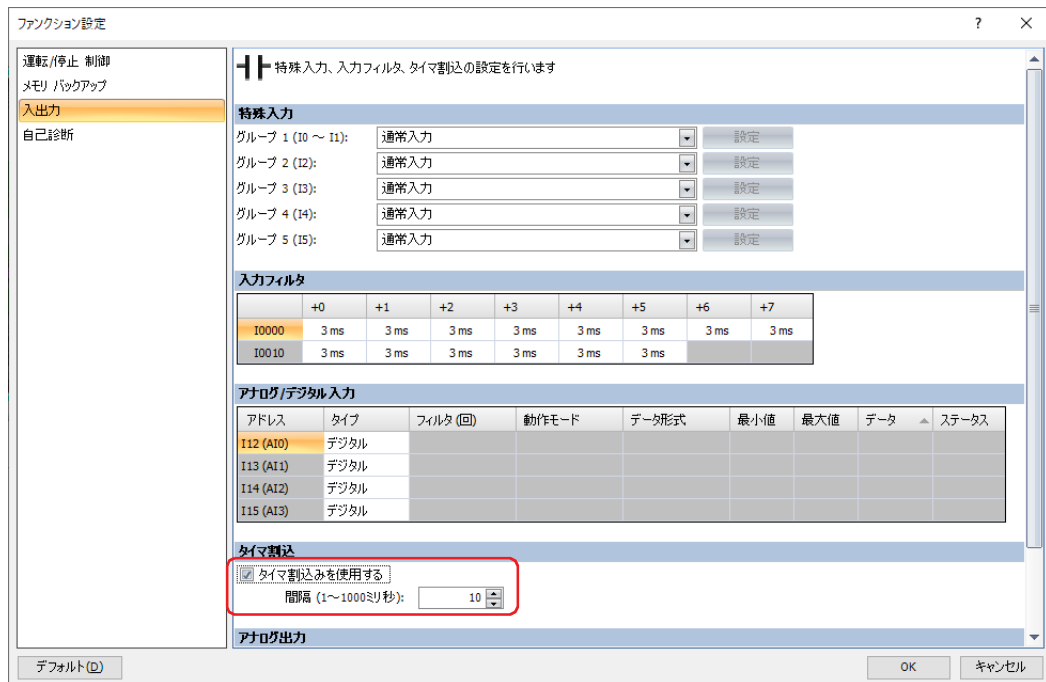 ファンクション設定 ? ×
運転/停止 制御
メモリ バックアップ
入出力
自己診断
特殊入力、入力フィルタ、タイマ割込の設定を行います
特殊入力
グループ 1 (I0 ～ I1): 通常入力 設定
グループ 2 (I2): 通常入力 設定
グループ 3 (I3): 通常入力 設定
グループ 4 (I4): 通常入力 設定
グループ 5 (I5): 通常入力 設定
入力フィルタ
+0 +1 +2 +3 +4 +5 +6 +7
I0000 3 ms 3 ms 3 ms 3 ms 3 ms 3 ms 3 ms 3 ms
I0010 3 ms 3 ms 3 ms 3 ms 3 ms 3 ms
アナログ/デジタル入力
アドレス タイプ フィルタ (回) 動作モード データ形式 最小値 最大値 データ ステータス
I12 (AI0) デジタル
I13 (AI1) デジタル
I14 (AI2) デジタル
I15 (AI3) デジタル
タイマ割込
タイマ割込みを使用する
間隔 (1～1000ミリ秒): 10
アナログ出力
デフォルト(D) OK キャンセル